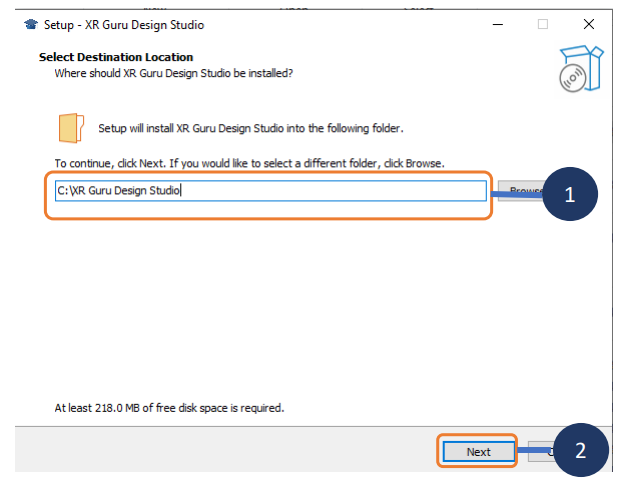 Setup - XR Guru Design Studio
Select Destination Location
Where should XR Guru Design Studio be installed?
Setup will install XR Guru Design Studio into the following folder.
To continue, click Next. If you would like to select a different folder, click Browse.
C:\XR Guru Design Studio
1
At least 218.0 MB of free disk space is required.
Next
2